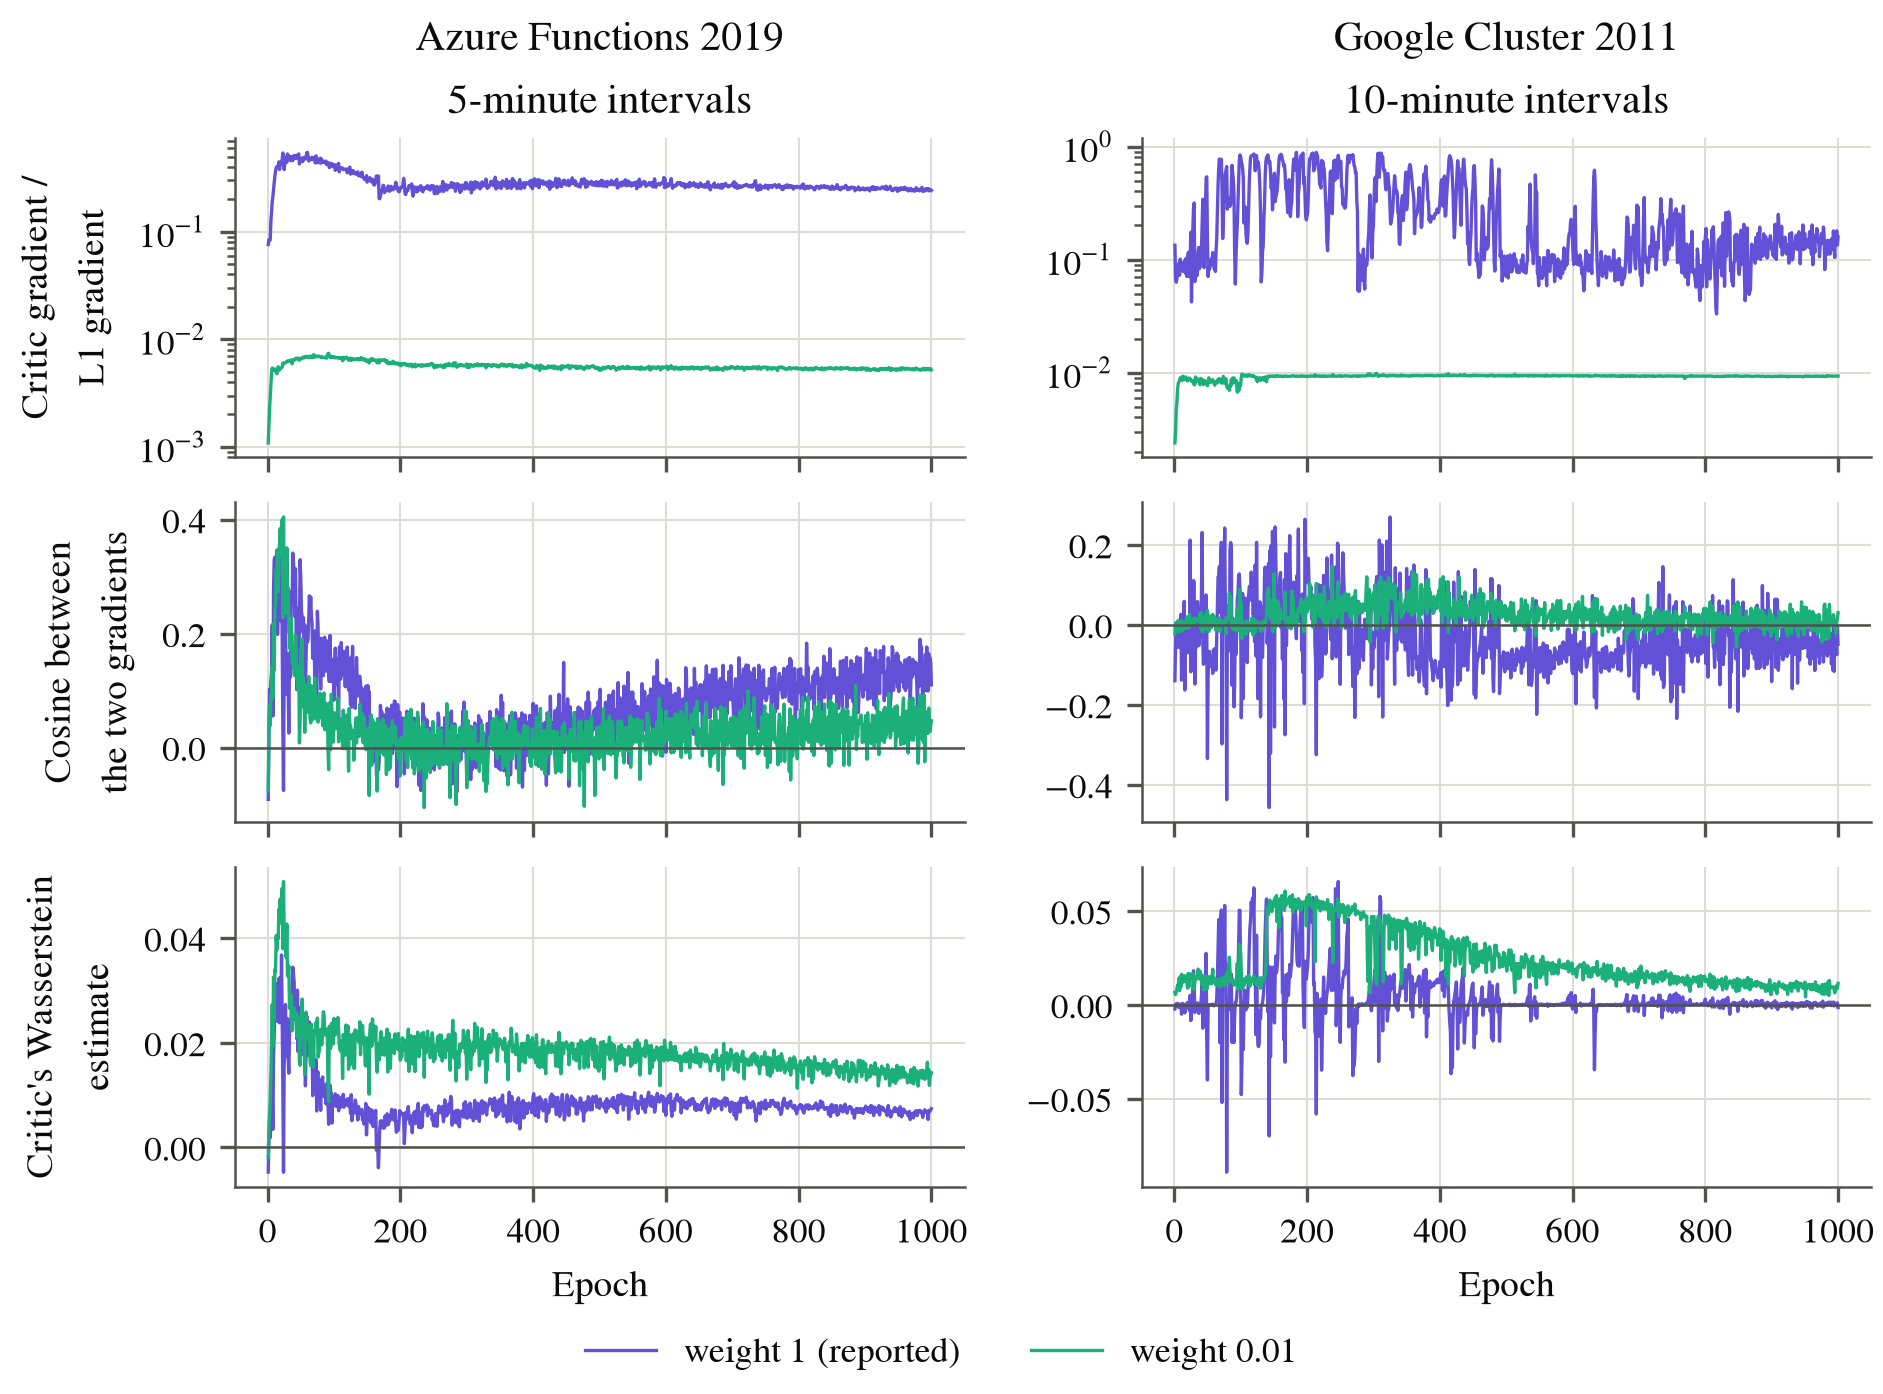 Azure Functions 2019
5-minute intervals
Google Cluster 2011
10-minute intervals
Critic gradient /
L1 gradient
10⁻¹
10⁻²
10⁻³
10⁰
10⁻¹
10⁻²
Cosine between
the two gradients
0.4
0.2
0.0
0.2
0.0
−0.2
−0.4
Critic's Wasserstein
estimate
0.04
0.02
0.00
0.05
0.00
−0.05
0 200 400 600 800 1000
Epoch
0 200 400 600 800 1000
Epoch
weight 1 (reported)
weight 0.01